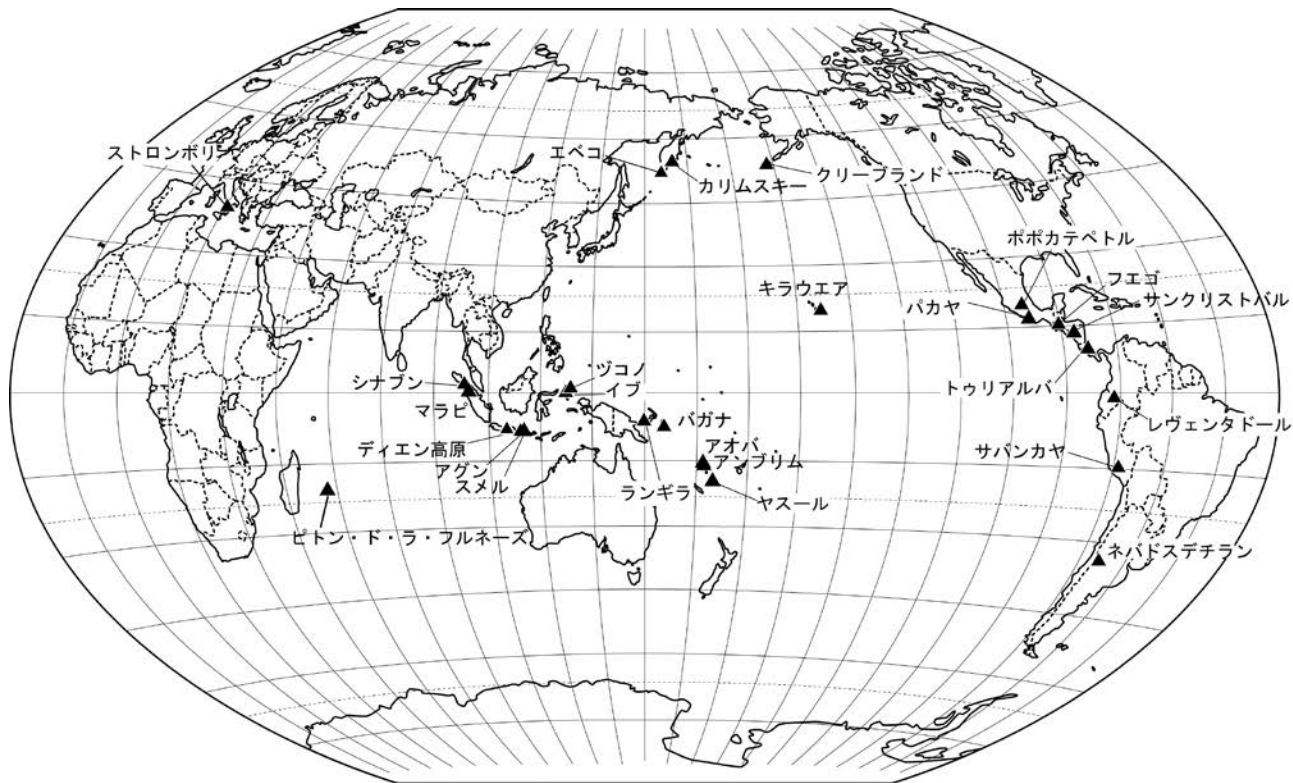 ストロンボリー
エベコ
カリムスキー
クリーブランド
ポポカテペトル
フエゴ
キラウエア
パカヤ
サンクリストバル
シナブン
ヅコノ
イブ
トゥリアルバ
マラピ
バガナ
レヴェンタドール
ディエン高原
アオバ
サバンカヤ
アグン
アンブリム
スメル
ランギラ
ヤスール
ピトン・ド・ラ・フルネーズ
ネバドスデチラン